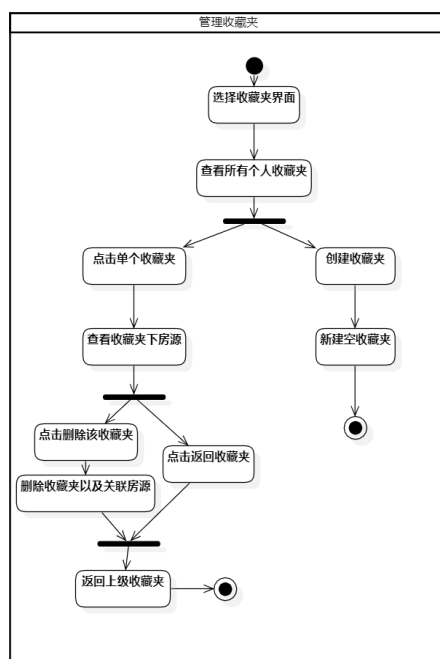 管理收藏夹
选择收藏夹界面
查看所有个人收藏夹
点击单个收藏夹
创建收藏夹
查看收藏夹下房源
新建空收藏夹
点击删除该收藏夹
点击返回收藏夹
删除收藏夹以及关联房源
返回上级收藏夹